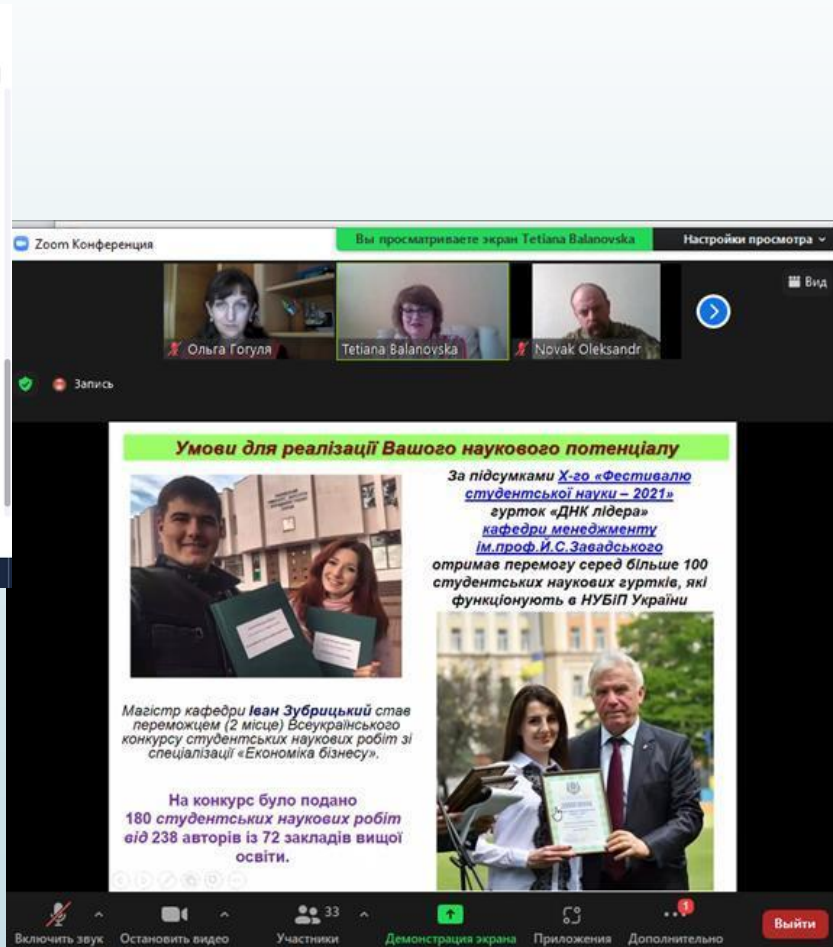 Zoom Конференция
Вы просматриваете экран Tetiana Balanovska
Настройки просмотра
Вид
Ольга Гогуля
Tetiana Balanovska
Novak Oleksandr
Запись
Умови для реалізації Вашого наукового потенціалу
За підсумками X-го «Фестивалю
студентської науки – 2021»
гурток «ДНК лідера»
кафедри менеджменту
ім.проф.Й.С.Завадського
отримав перемогу серед більше 100
студентських наукових гуртків, які
функціонують в НУБіП України
Магістр кафедри Іван Зубрицький став
переможцем (2 місце) Всеукраїнського
конкурсу студентських наукових робіт зі
спеціалізації «Економіка бізнесу».
На конкурс було подано
180 студентських наукових робіт
від 238 авторів із 72 закладів вищої
освіти.
Включить звук
Остановить видео
33
Участники
Демонстрация экрана
Приложения
1
Дополнительно
Выйти